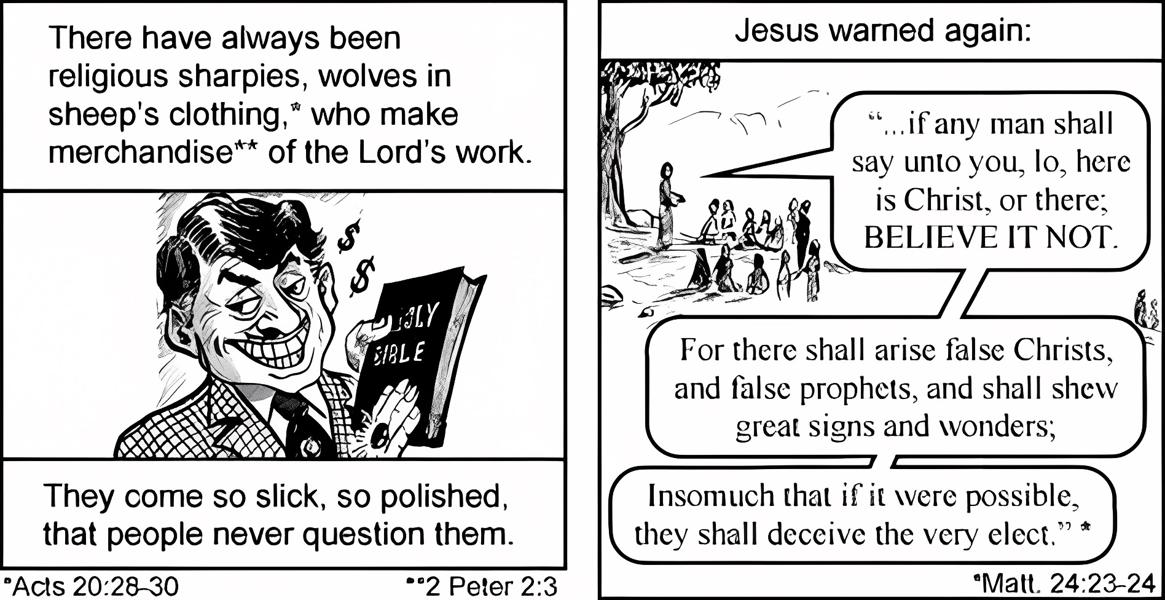 There have always been
religious sharpies, wolves in
sheep's clothing,* who make
merchandise** of the Lord's work.
$
$
HOLY
BIBLE
They come so slick, so polished,
that people never question them.
*Acts 20:28-30
**2 Peter 2:3
Jesus warned again:
"...if any man shall
say unto you, lo, here
is Christ, or there;
BELIEVE IT NOT.
For there shall arise false Christs,
and false prophets, and shall shew
great signs and wonders;
Insomuch that if it were possible,
they shall deceive the very elect." *
*Matt. 24:23-24